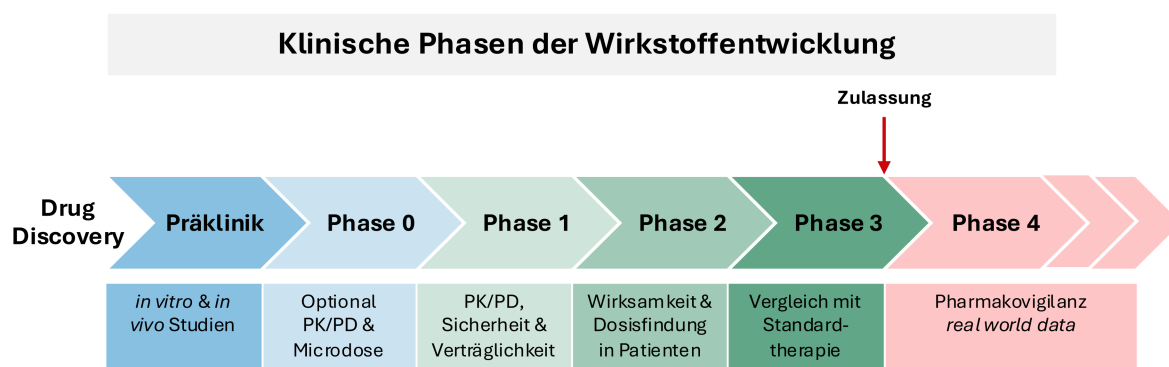 Klinische Phasen der Wirkstoffentwicklung
Zulassung
Drug
Discovery
Präklinik
Phase 0
Phase 1
Phase 2
Phase 3
Phase 4
in vitro & in
vivo Studien
Optional
PK/PD &
Microdose
PK/PD,
Sicherheit &
Verträglichkeit
Wirksamkeit &
Dosisfindung
in Patienten
Vergleich mit
Standard-
therapie
Pharmakovigilanz
real world data